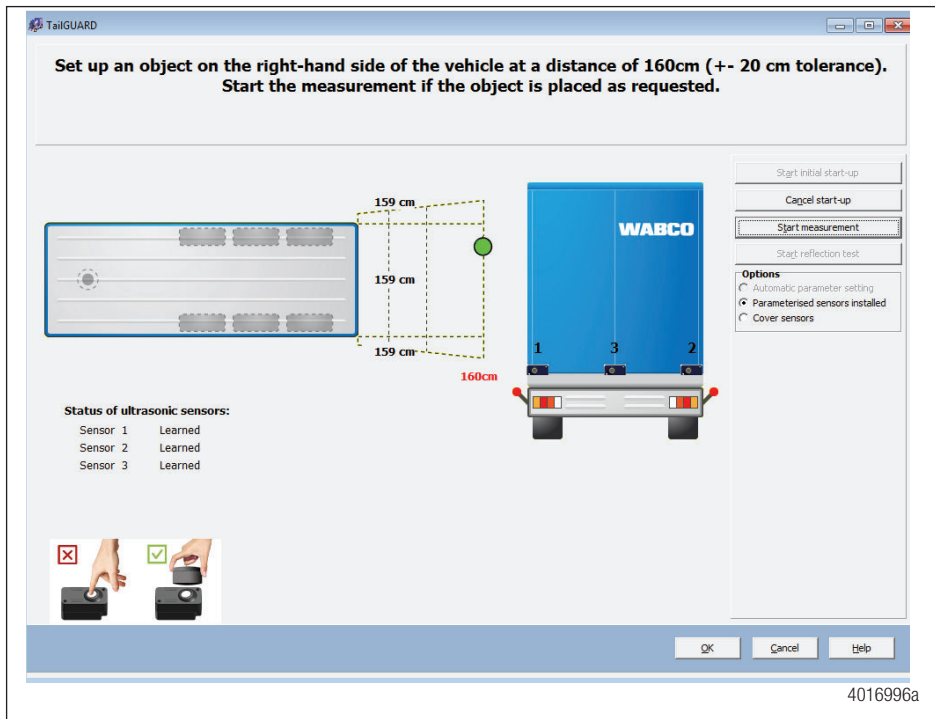 TailGUARD
Set up an object on the right-hand side of the vehicle at a distance of 160cm (+- 20 cm tolerance).
Start the measurement if the object is placed as requested.
Start initial start-up
Cancel start-up
Start measurement
Start reflection test
Options
Automatic parameter setting
Parameterised sensors installed
Cover sensors
159 cm
159 cm
159 cm
160cm
WABCO
1 3 2
Status of ultrasonic sensors:
Sensor 1 Learned
Sensor 2 Learned
Sensor 3 Learned
OK Cancel Help
4016996a